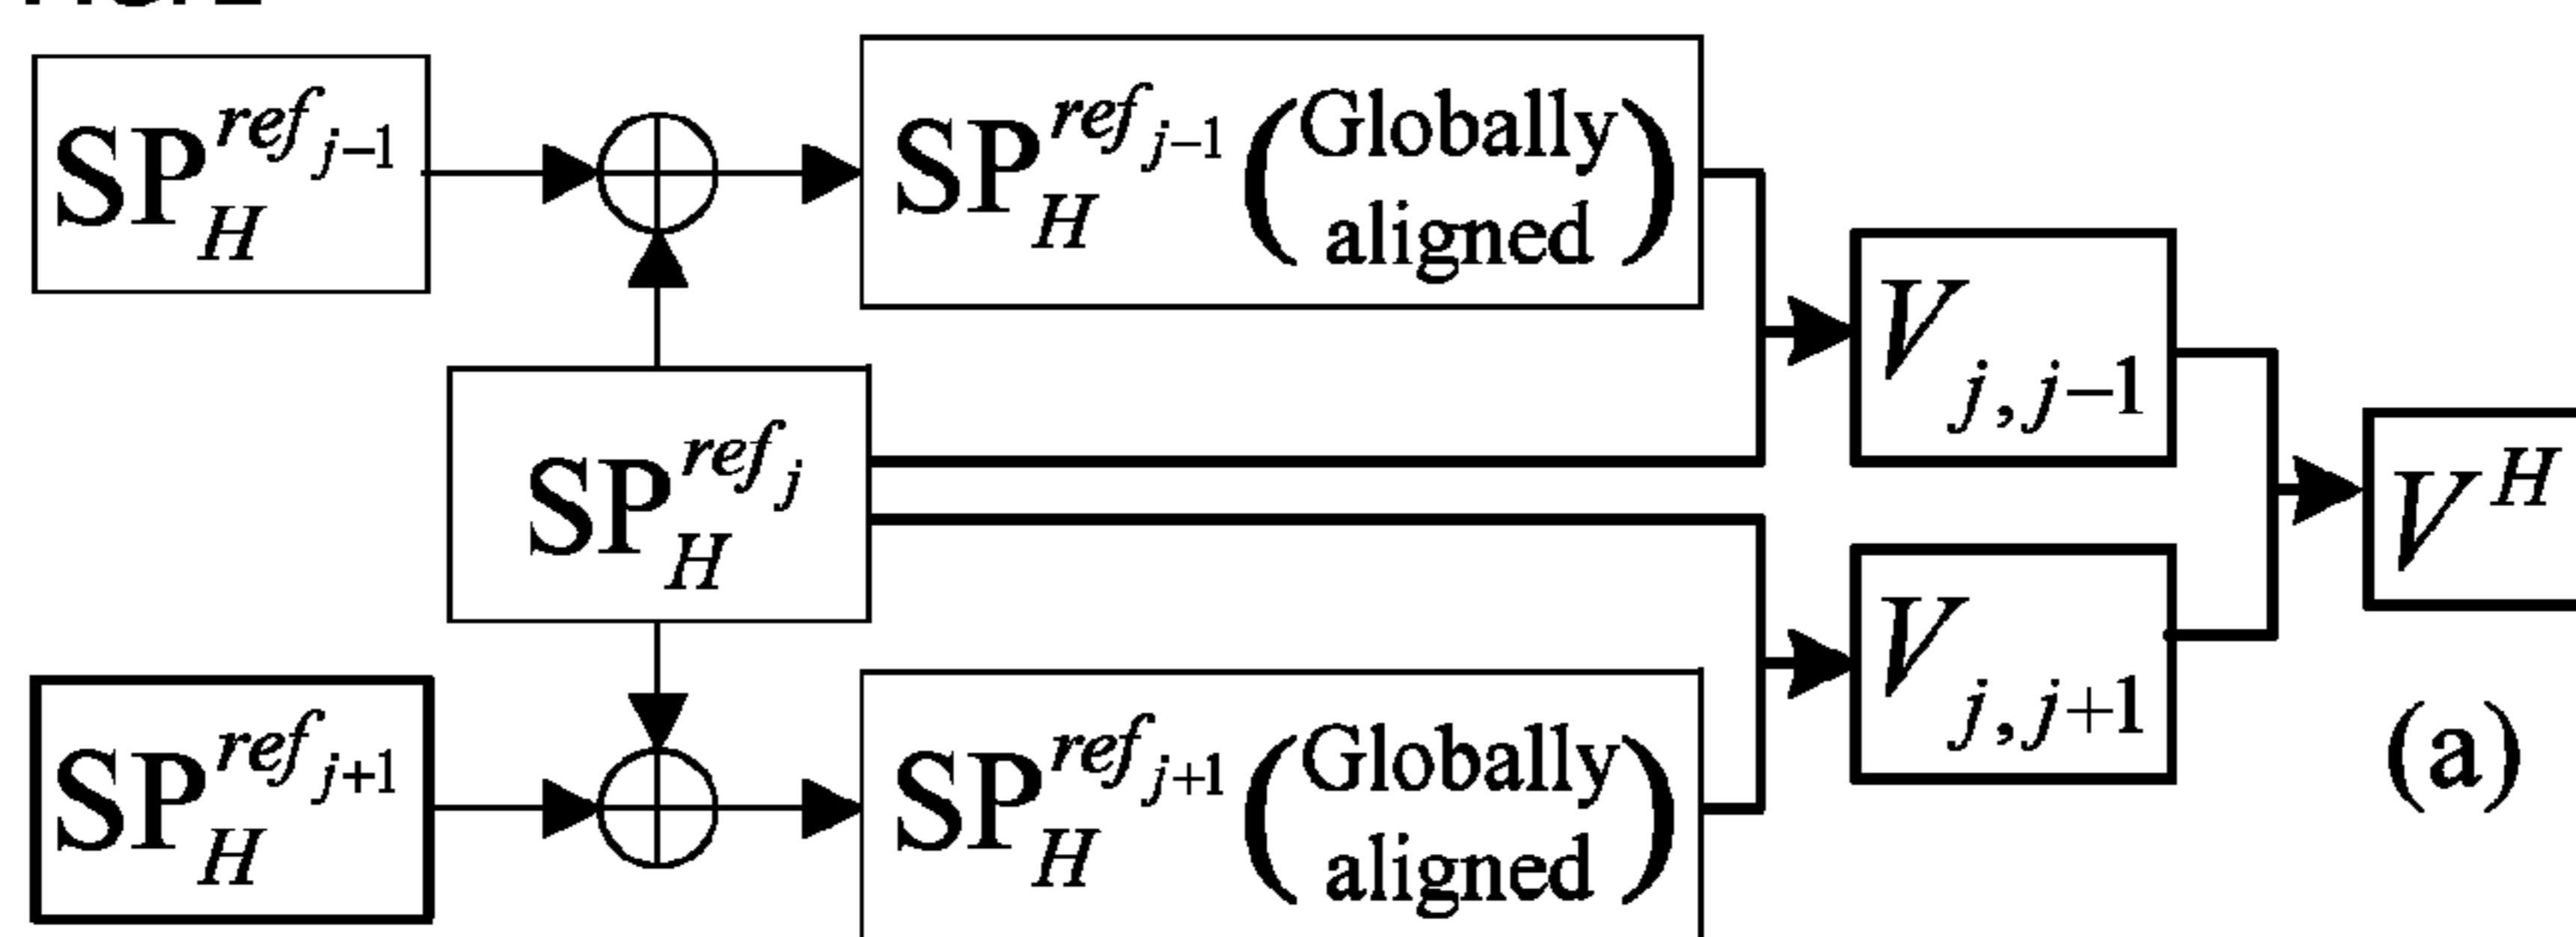 SP_H^{ref_{j-1}}
SP_H^{ref_{j-1}} (Globally
aligned)
V_{j, j-1}
SP_H^{ref_j}
V^H
SP_H^{ref_{j+1}}
SP_H^{ref_{j+1}} (Globally
aligned)
V_{j, j+1}
(a)